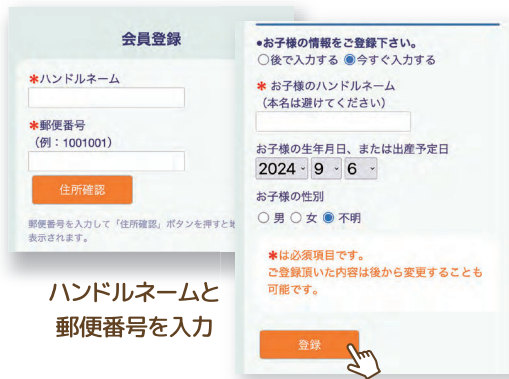 会員登録
*ハンドルネーム
*郵便番号
(例：1001001)
住所確認
郵便番号を入力して「住所確認」ボタンを押すと
表示されます。
ハンドルネームと
郵便番号を入力
●お子様の情報をご登録下さい。
○後で入力する ◉今すぐ入力する
* お子様のハンドルネーム
（本名は避けてください）
お子様の生年月日、または出産予定日
2024 9 6
お子様の性別
○ 男 ○ 女 ◉ 不明
*は必須項目です。
ご登録頂いた内容は後から変更することも
可能です。
登録